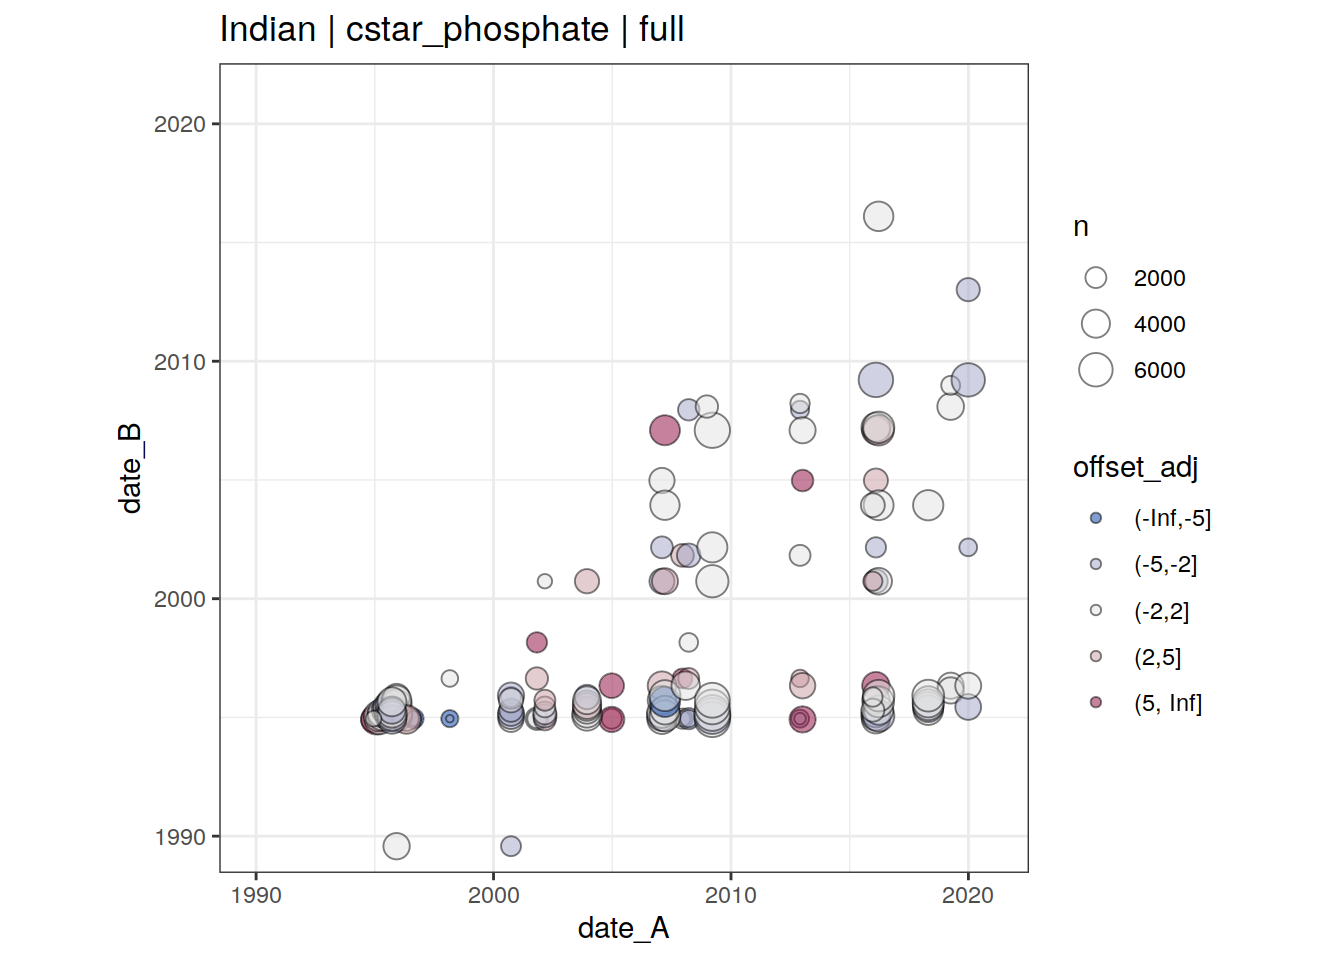 Indian | cstar_phosphate | full
2020
2010
2000
1990
date_B
1990
2000
2010
2020
date_A
n
2000
4000
6000
offset_adj
(-Inf,-5]
(-5,-2]
(-2,2]
(2,5]
(5, Inf]